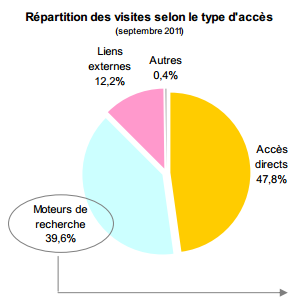 Répartition des visites selon le type d'accès
(septembre 2011)
Liens
externes
12,2%
Autres
0,4%
Accès
directs
47,8%
Moteurs de
recherche
39,6%